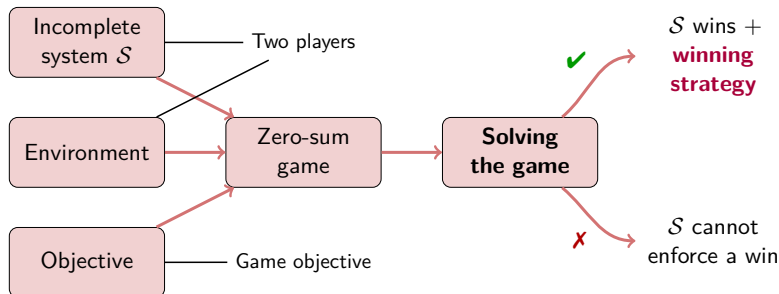 Incomplete
system 𝒮
Two players
Environment
Objective
Game objective
Zero-sum
game
Solving
the game
✔
𝒮 wins +
winning
strategy
✗
𝒮 cannot
enforce a win